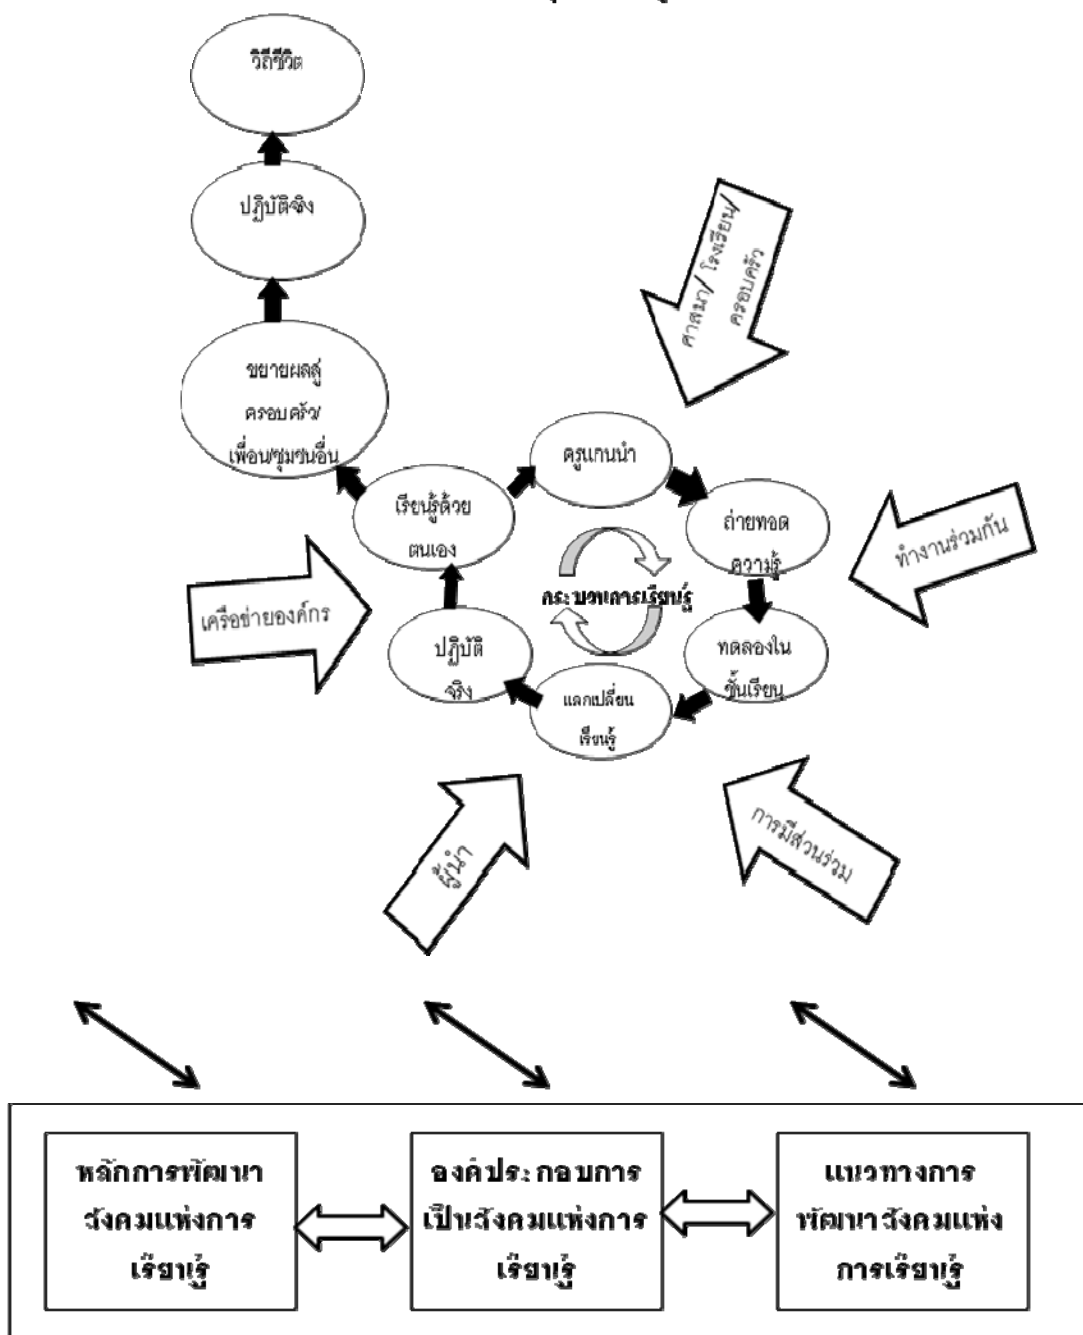 วิถีชีวิต
ปฏิบัติจริง
ขยายผลสู่
ครอบครัว/
เพื่อน/ชุมชนอื่น
ศาสนา/ โรงเรียน/
ครอบครัว
ครูแกนนำ
เรียนรู้ด้วย
ตนเอง
ถ่ายทอด
ความรู้
ทำงานร่วมกัน
กระบวนการเรียนรู้
เครือข่ายองค์กร
ปฏิบัติ
จริง
ทดลองใน
ชั้นเรียน
แลกเปลี่ยน
เรียนรู้
ผู้นำ
การมีส่วนร่วม
หลักการพัฒนา
สังคมแห่งการ
เรียนรู้
องค์ประกอบการ
เป็นสังคมแห่งการ
เรียนรู้
แนวทางการ
พัฒนาสังคมแห่ง
การเรียนรู้